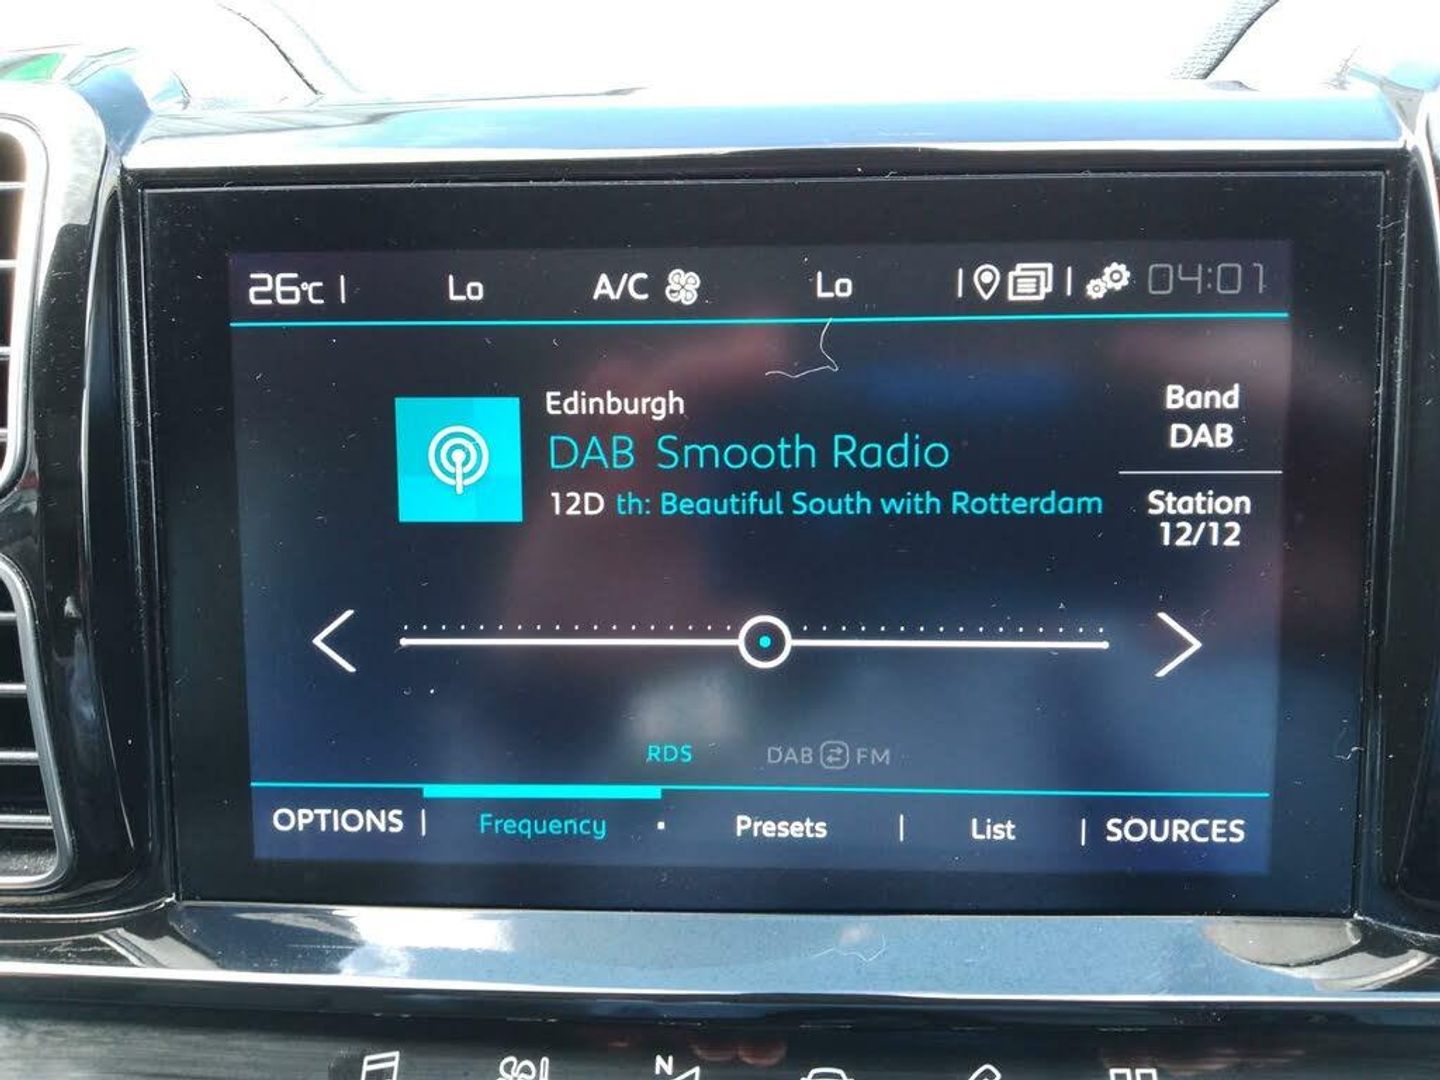 26°C | Lo A/C Lo | | 04:01
Edinburgh
DAB Smooth Radio
12D th: Beautiful South with Rotterdam
Band
DAB
Station
12/12
RDS DAB FM
OPTIONS | Frequency Presets | List | SOURCES
N